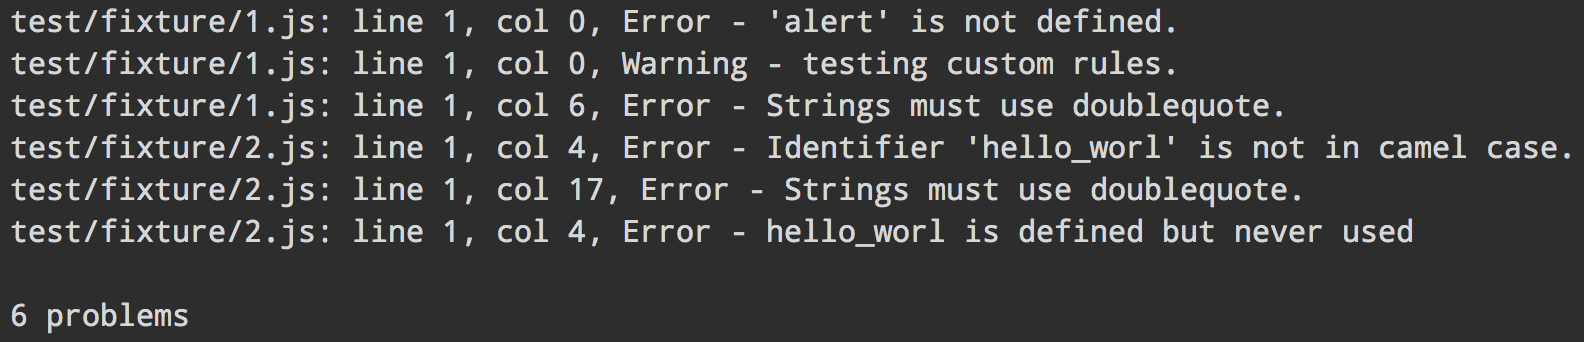 test/fixture/1.js: line 1, col 0, Error - 'alert' is not defined.
test/fixture/1.js: line 1, col 0, Warning - testing custom rules.
test/fixture/1.js: line 1, col 6, Error - Strings must use doublequote.
test/fixture/2.js: line 1, col 4, Error - Identifier 'hello_worl' is not in camel case.
test/fixture/2.js: line 1, col 17, Error - Strings must use doublequote.
test/fixture/2.js: line 1, col 4, Error - hello_worl is defined but never used
6 problems